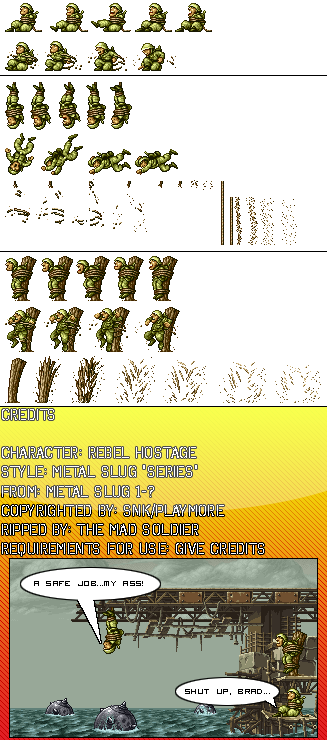 CREDITS
CHARACTER: REBEL HOSTAGE
STYLE: METAL SLUG "SERIES"
FROM: METAL SLUG 1-?
COPYRIGHTED BY: SNK/PLAYMORE
RIPPED BY: THE MAD SOLDIER
REQUIREMENTS FOR USE: GIVE CREDITS
A SAFE JOB...MY ASS!
SHUT UP, BRAD...